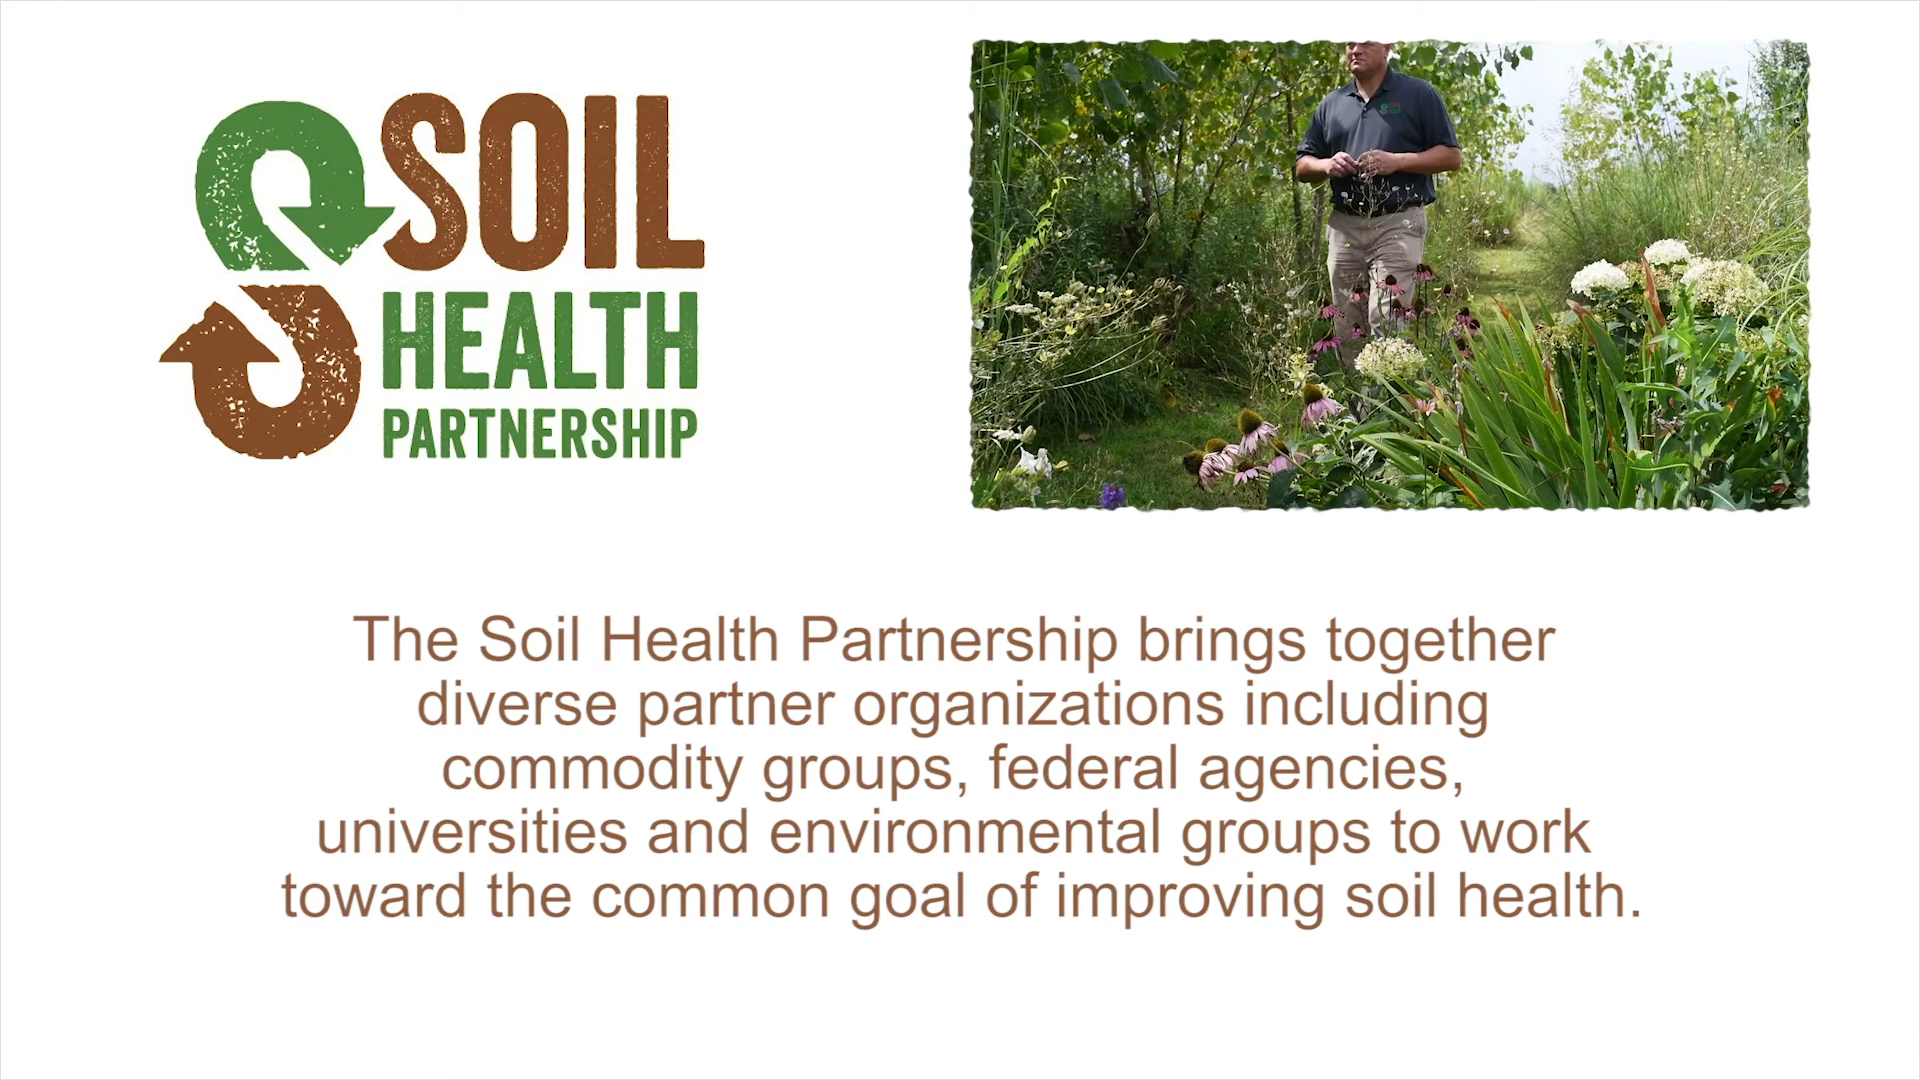 SOIL
HEALTH
PARTNERSHIP
The Soil Health Partnership brings together
diverse partner organizations including
commodity groups, federal agencies,
universities and environmental groups to work
toward the common goal of improving soil health.